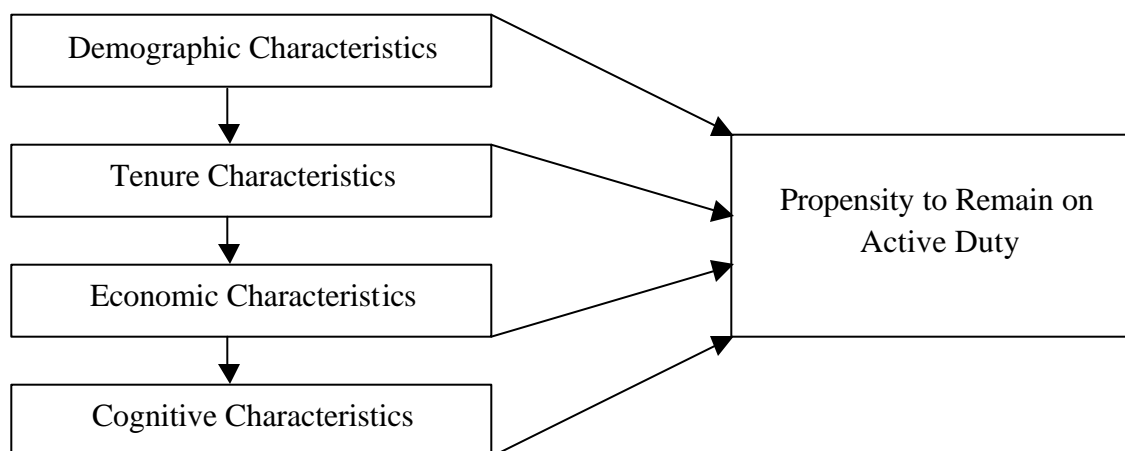 Demographic Characteristics
Tenure Characteristics
Economic Characteristics
Cognitive Characteristics
Propensity to Remain on
Active Duty